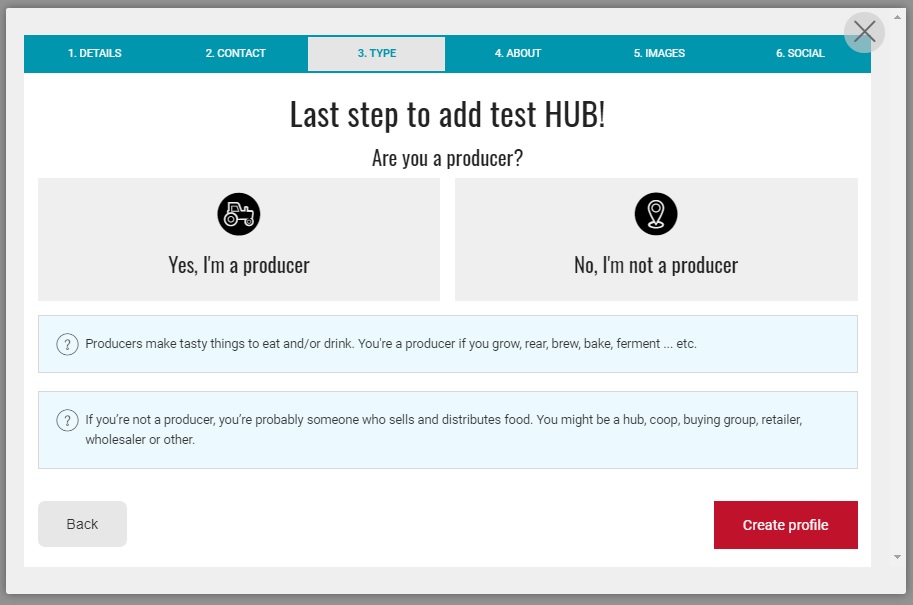 1. DETAILS 2. CONTACT 3. TYPE 4. ABOUT 5. IMAGES 6. SOCIAL
Last step to add test HUB!
Are you a producer?
Yes, I'm a producer No, I'm not a producer
? Producers make tasty things to eat and/or drink. You're a producer if you grow, rear, brew, bake, ferment ... etc.
? If you’re not a producer, you’re probably someone who sells and distributes food. You might be a hub, coop, buying group, retailer,
wholesaler or other.
Back Create profile